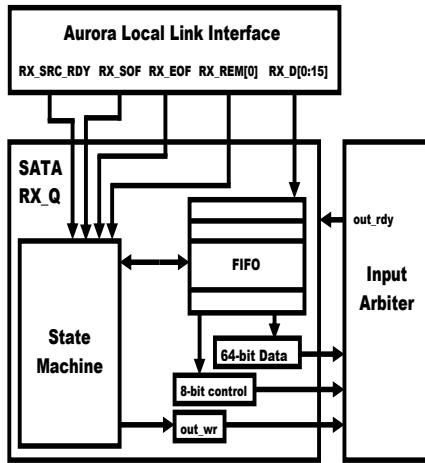 Aurora Local Link Interface
RX_SRC_RDY RX_SOF RX_EOF RX_REM[0] RX_D[0:15]
SATA
RX_Q
out_rdy
FIFO
Input
Arbiter
State
Machine
64-bit Data
8-bit control
out_wr